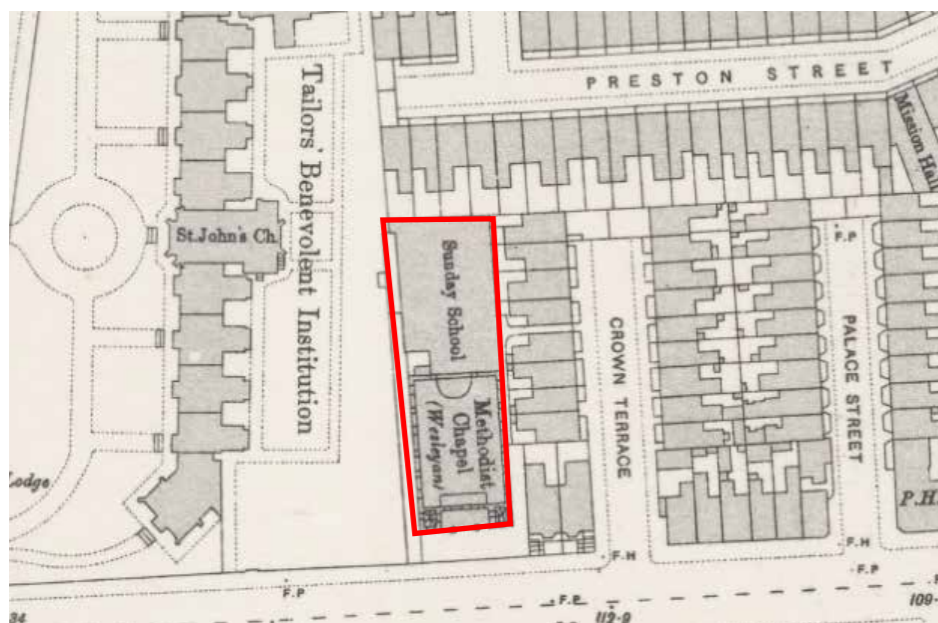 PRESTON STREET
Mission Hall
Tailors' Benevolent Institution
St. John's Ch.
Sunday School
Methodist
Chapel
(Wesleyan)
CROWN TERRACE
PALACE STREET
F.P
Lodge
P.H.
F.H
F.H
F.P
F.P
F.P
34
112·9
109·